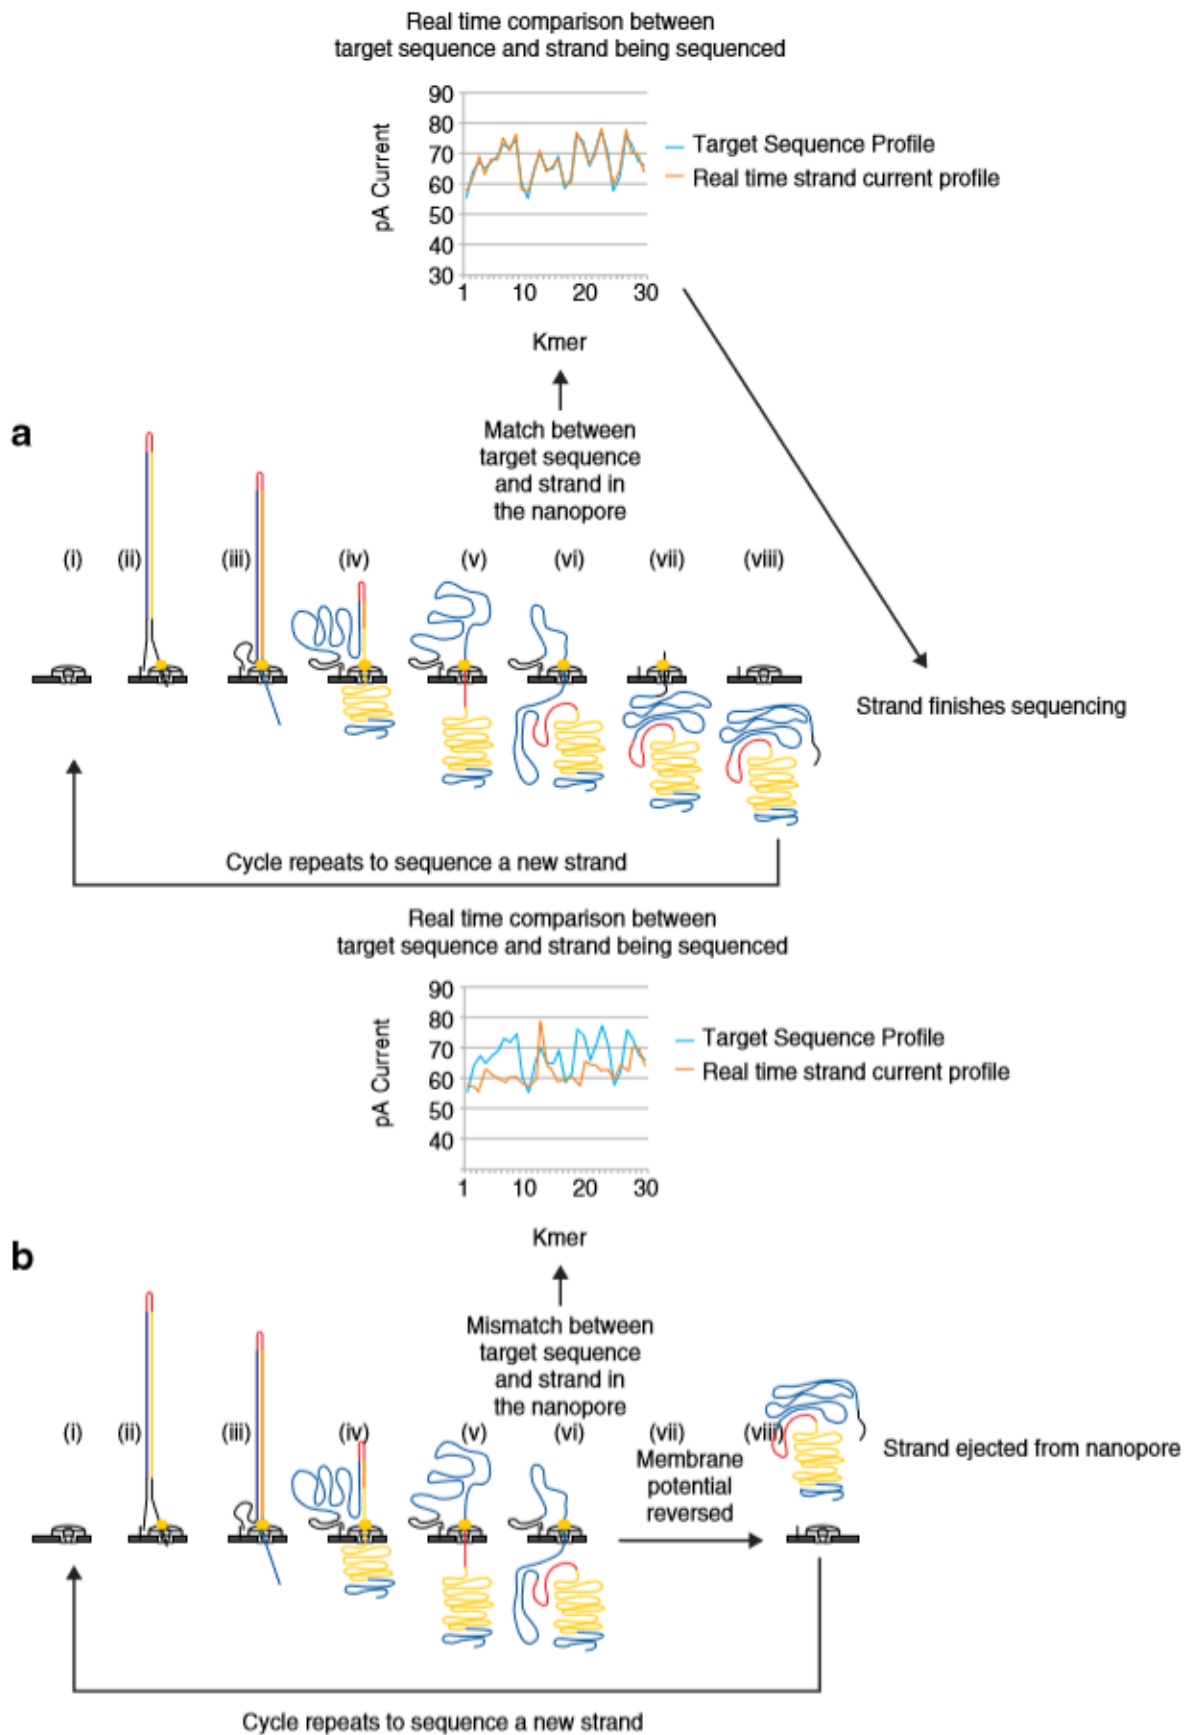 Real time comparison between
target sequence and strand being sequenced
90
80
70
60
50
40
30
pA Current
1 10 20 30
Kmer
Target Sequence Profile
Real time strand current profile
a
Match between
target sequence
and strand in
the nanopore
(i) (ii) (iii) (iv) (v) (vi) (vii) (viii)
Strand finishes sequencing
Cycle repeats to sequence a new strand
Real time comparison between
target sequence and strand being sequenced
90
80
70
60
50
40
pA Current
1 10 20 30
Kmer
Target Sequence Profile
Real time strand current profile
b
Mismatch between
target sequence
and strand in
the nanopore
(i) (ii) (iii) (iv) (v) (vi) (vii) (viii)
Membrane
potential
reversed
Strand ejected from nanopore
Cycle repeats to sequence a new strand